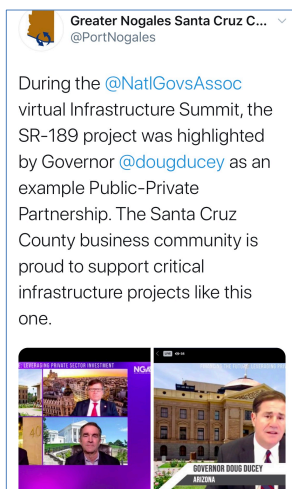 Greater Nogales Santa Cruz C...
@PortNogales
During the @NatlGovsAssoc
virtual Infrastructure Summit, the
SR-189 project was highlighted
by Governor @dougducey as an
example Public-Private
Partnership. The Santa Cruz
County business community is
proud to support critical
infrastructure projects like this
one.
LEVERAGING PRIVATE SECTOR INVESTMENT
NGA
40
GOVERNOR DOUG DUCEY
ARIZONA